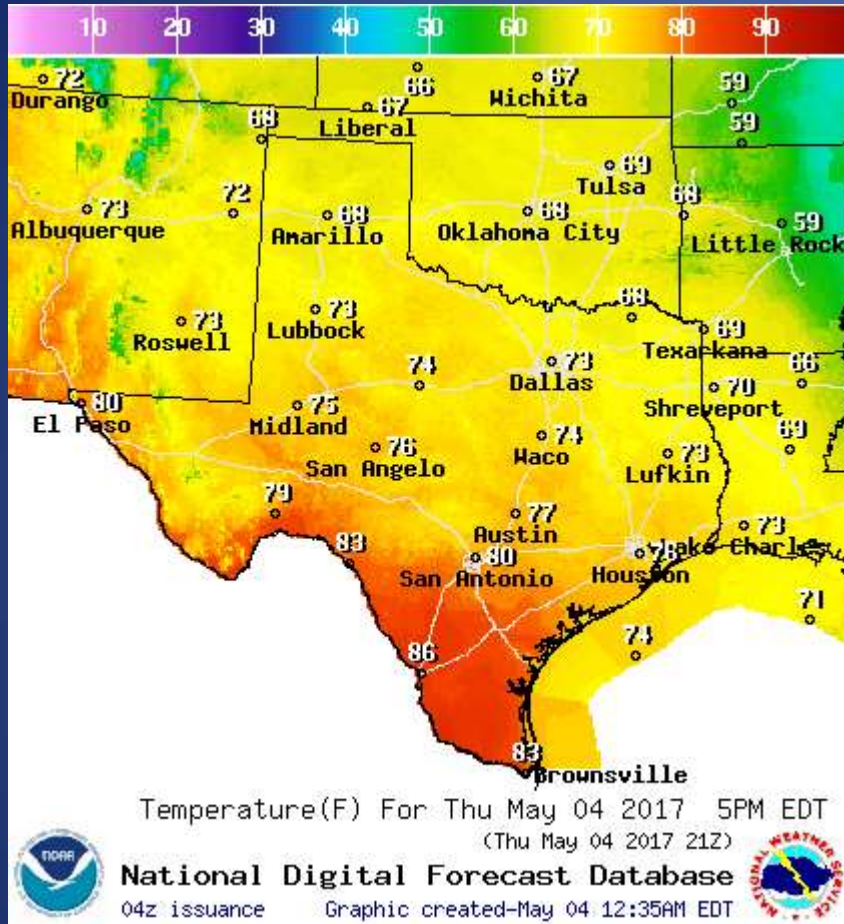 10 20 30 40 50 60 70 80 90
72
Durango
66
67
Wichita
59
67
Liberal
68
59
69
Tulsa
73
Albuquerque
72
68
Amarillo
68
Oklahoma City
68
59
Little Rock
73
Roswell
73
Lubbock
68
69
Texarkana
74
73
Dallas
66
70
Shreveport
80
El Paso
75
Midland
76
San Angelo
74
Waco
73
Lufkin
69
79
77
Austin
73
Lake Charles
83
80
San Antonio
78
Houston
71
74
86
83
Brownsville
Temperature(F) For Thu May 04 2017 5PM EDT
(Thu May 04 2017 21Z)
National Digital Forecast Database
04z issuance Graphic created-May 04 12:35AM EDT
NOAA
NATIONAL WEATHER SERVICE